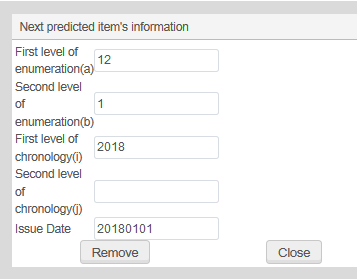 Next predicted item's information
First level of
enumeration(a) 12
Second level
of 1
enumeration(b)
First level of
chronology(i) 2018
Second level
of
chronology(j)
Issue Date 20180101
Remove Close